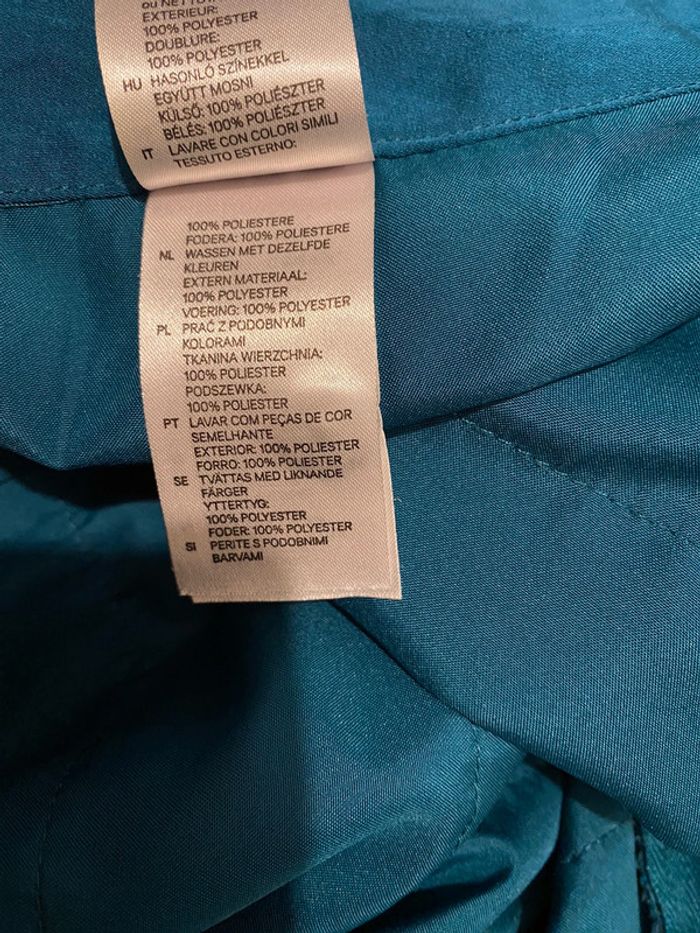 EXTERIEUR:
100% POLYESTER
DOUBLURE:
100% POLYESTER
HU HASONLÓ SZÍNEKKEL
EGYÜTT MOSNI
KÜLSŐ: 100% POLIÉSZTER
BÉLÉS: 100% POLIÉSZTER
IT LAVARE CON COLORI SIMILI
TESSUTO ESTERNO:
100% POLIESTERE
FODERA: 100% POLIESTERE
NL WASSEN MET DEZELFDE
KLEUREN
EXTERN MATERIAAL:
100% POLYESTER
VOERING: 100% POLYESTER
PL PRAĆ Z PODOBNYMI
KOLORAMI
TKANINA WIERZCHNIA:
100% POLIESTER
PODSZEWKA:
100% POLIESTER
PT LAVAR COM PEÇAS DE COR
SEMELHANTE
EXTERIOR: 100% POLIÉSTER
FORRO: 100% POLIÉSTER
SE TVÄTTAS MED LIKNANDE
FÄRGER
YTTERTYG:
100% POLYESTER
FODER: 100% POLYESTER
SI PERITE S PODOBNIMI
BARVAMI